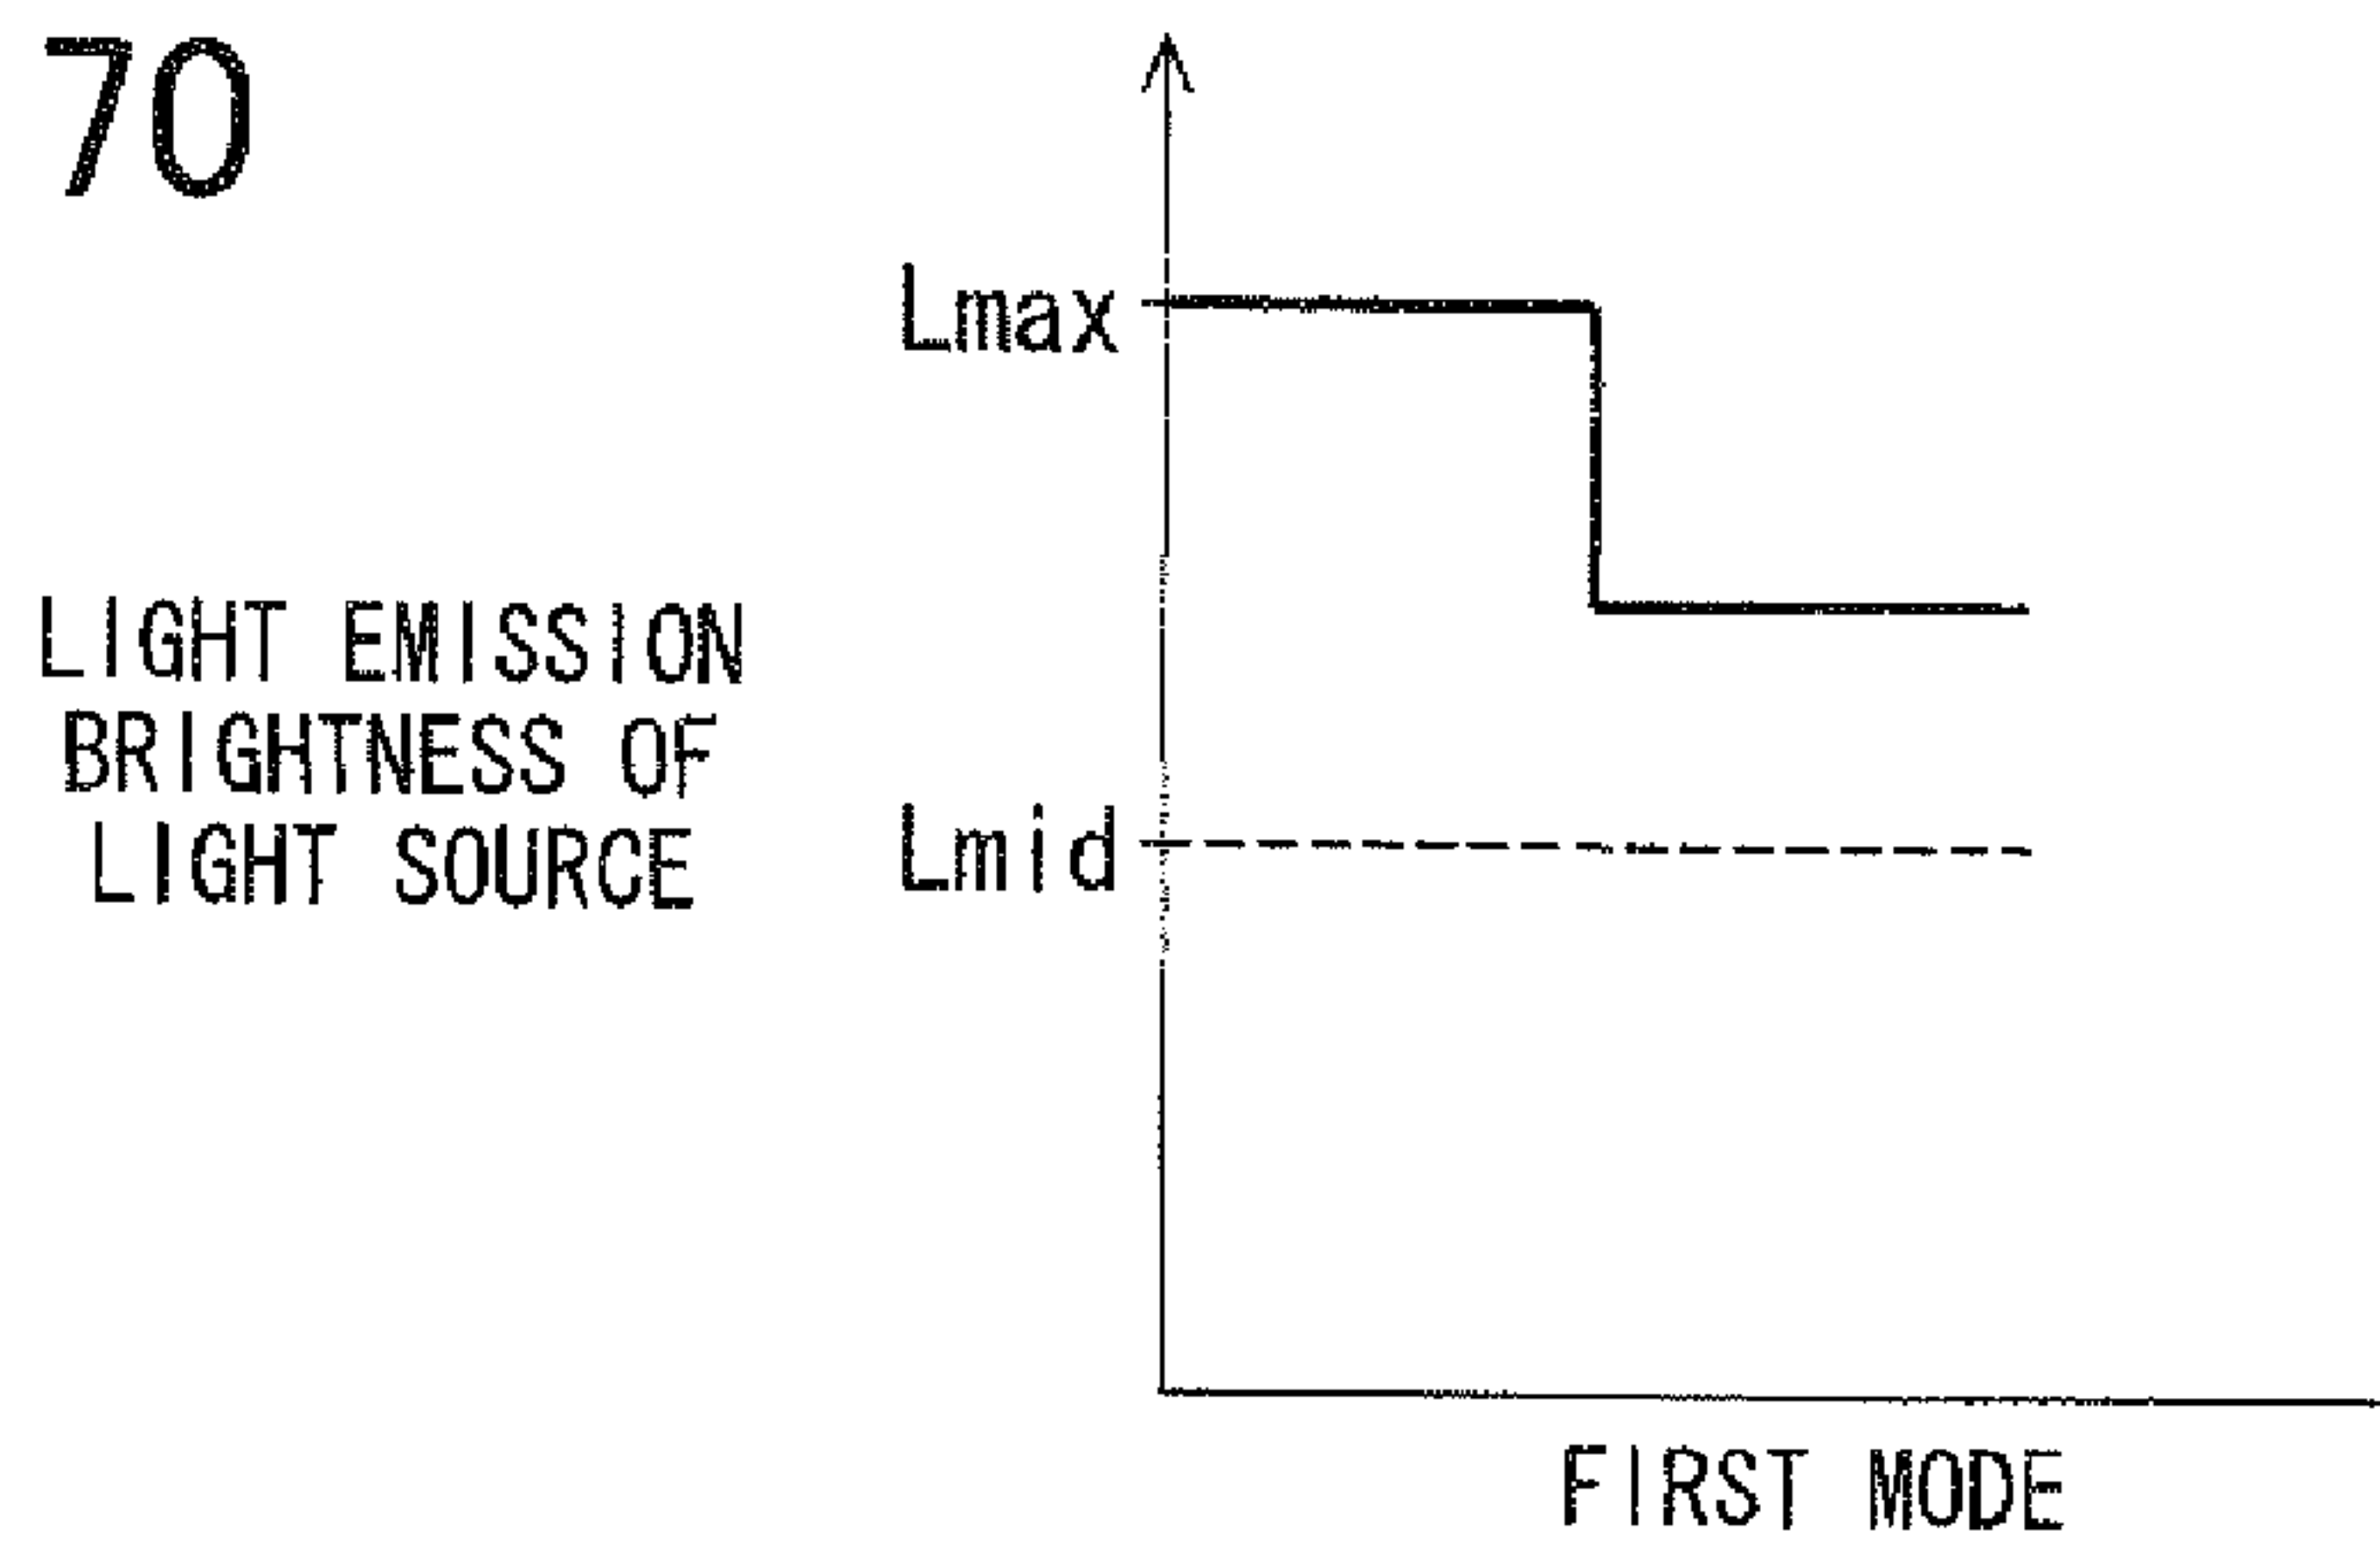 70
Lmax
LIGHT EMISSION
BRIGHTNESS OF
LIGHT SOURCE
Lmid
FIRST MODE